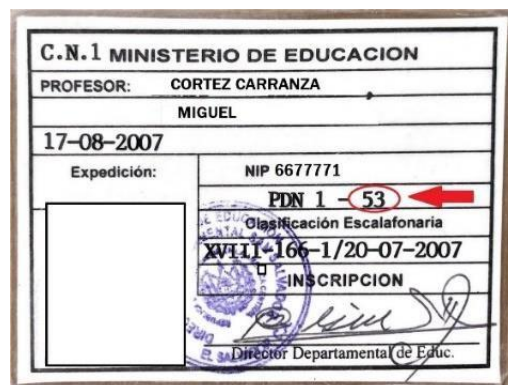 C.N.1 MINISTERIO DE EDUCACION
PROFESOR: CORTEZ CARRANZA
MIGUEL
17-08-2007
Expedición:
NIP 6677771
PDN 1 - 53
Clasificación Escalafonaria
XVIII-166-1/20-07-2007
INSCRIPCION
Director Departamental de Educ.